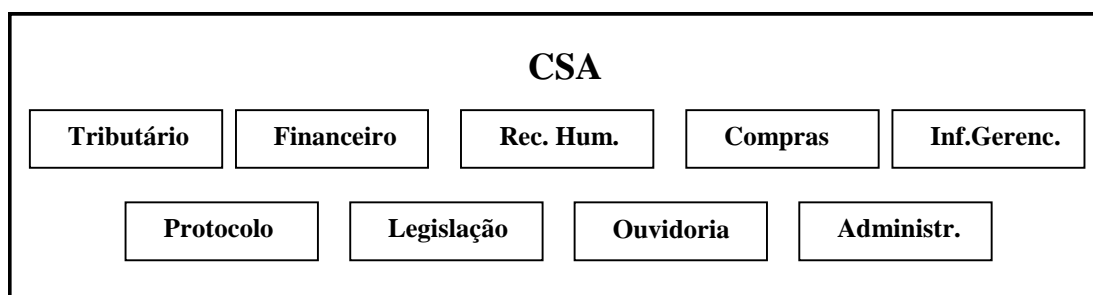 CSA
Tributário Financeiro Rec. Hum. Compras Inf.Gerenc.
Protocolo Legislação Ouvidoria Administr.